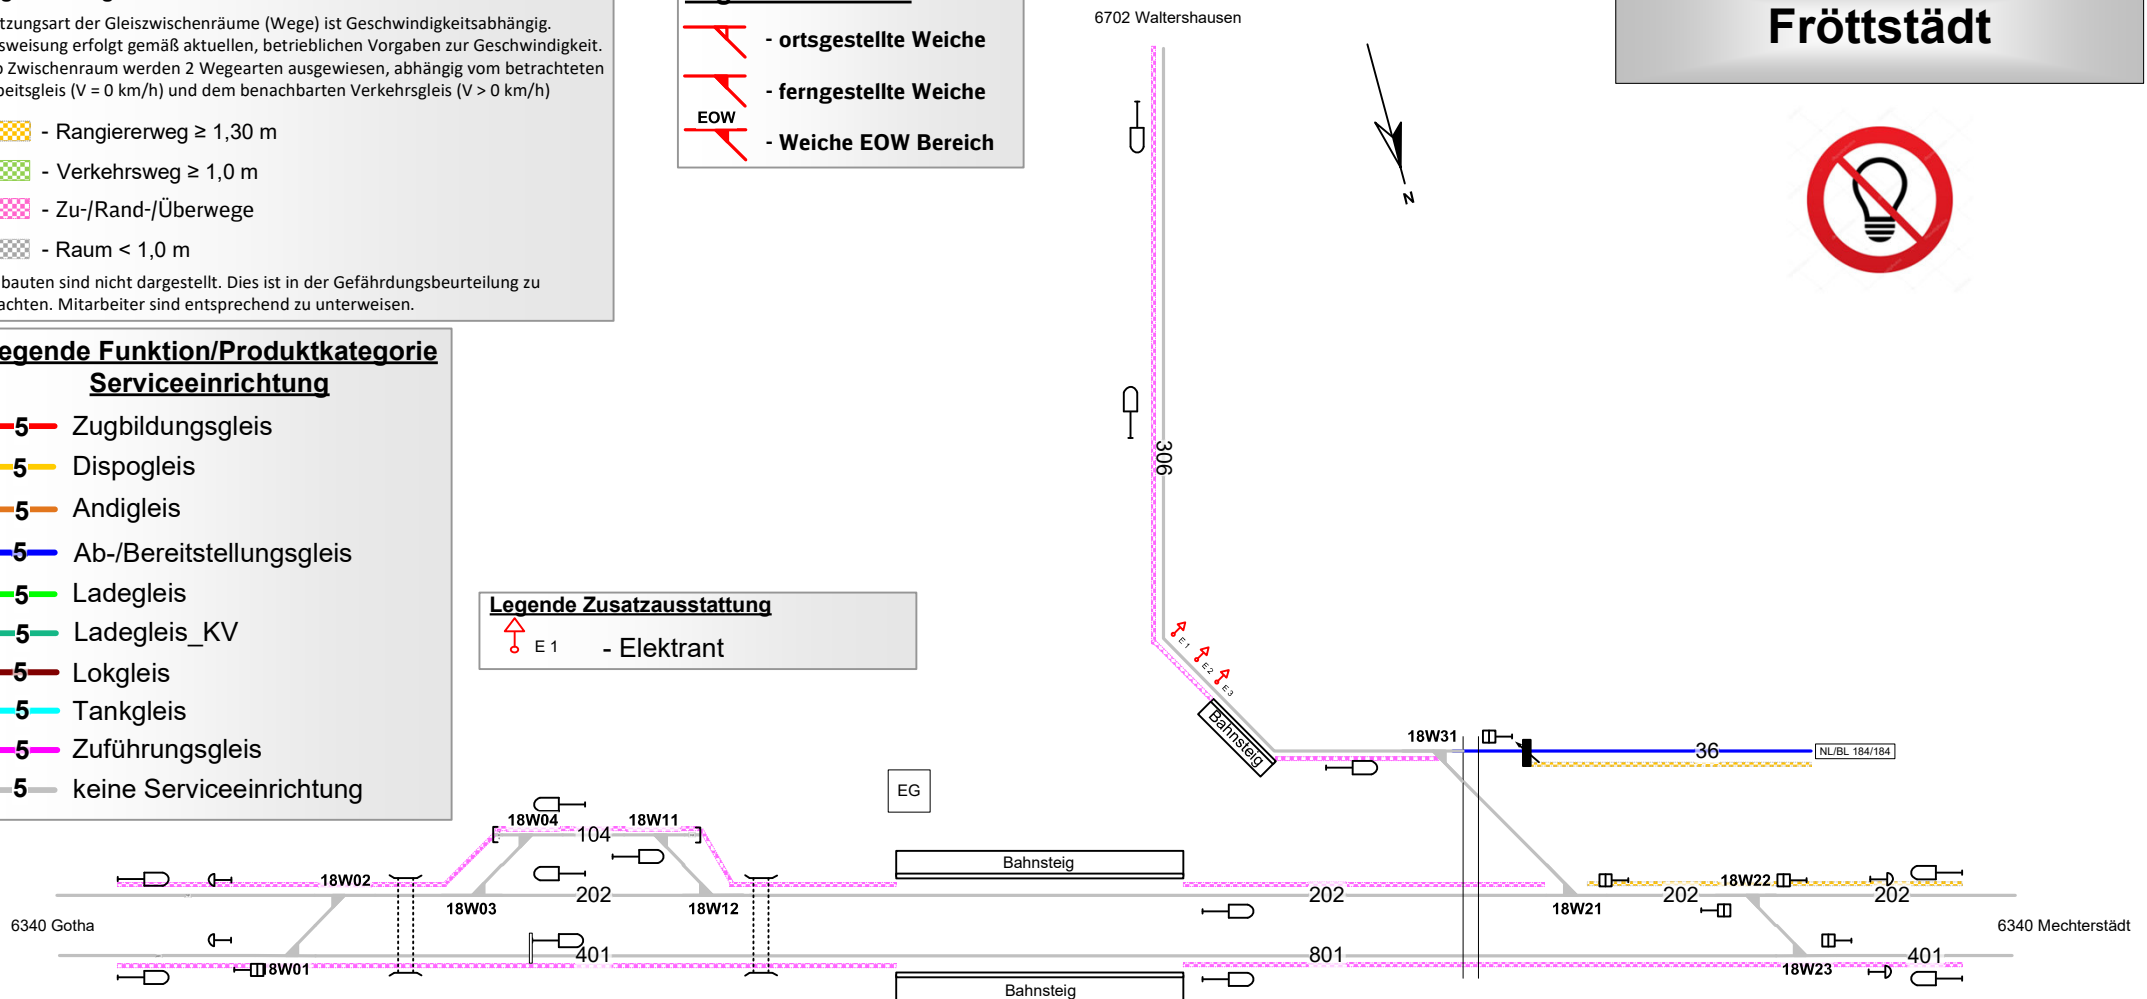 6702 Waltershausen
Fröttstädt
tzungsart der Gleiszwischenräume (Wege) ist Geschwindigkeitsabhängig.
sweisung erfolgt gemäß aktuellen, betrieblichen Vorgaben zur Geschwindigkeit.
o Zwischenraum werden 2 Wegearten ausgewiesen, abhängig vom betrachteten
beitsgleis (V = 0 km/h) und dem benachbarten Verkehrsgleis (V > 0 km/h)
- Rangiererweg ≥ 1,30 m
- Verkehrsweg ≥ 1,0 m
- Zu-/Rand-/Überwege
- Raum < 1,0 m
bauten sind nicht dargestellt. Dies ist in der Gefährdungsbeurteilung zu
achten. Mitarbeiter sind entsprechend zu unterweisen.
- ortsgestellte Weiche
- ferngestellte Weiche
EOW
- Weiche EOW Bereich
N
egende Funktion/Produktkategorie
Serviceeinrichtung
5 Zugbildungsgleis
5 Dispogleis
5 Andigleis
5 Ab-/Bereitstellungsgleis
5 Ladegleis
5 Ladegleis_KV
5 Lokgleis
5 Tankgleis
5 Zuführungsgleis
5 keine Serviceeinrichtung
Legende Zusatzausstattung
E 1 - Elektrant
306
E 1
E 2
E 3
Bahnsteig
18W31
36
NL/BL 184/184
EG
18W04
18W11
104
Bahnsteig
18W02
18W03
202
18W12
202
18W21
202
18W22
202
6340 Gotha
6340 Mechterstädt
18W01
401
801
18W23
401
Bahnsteig